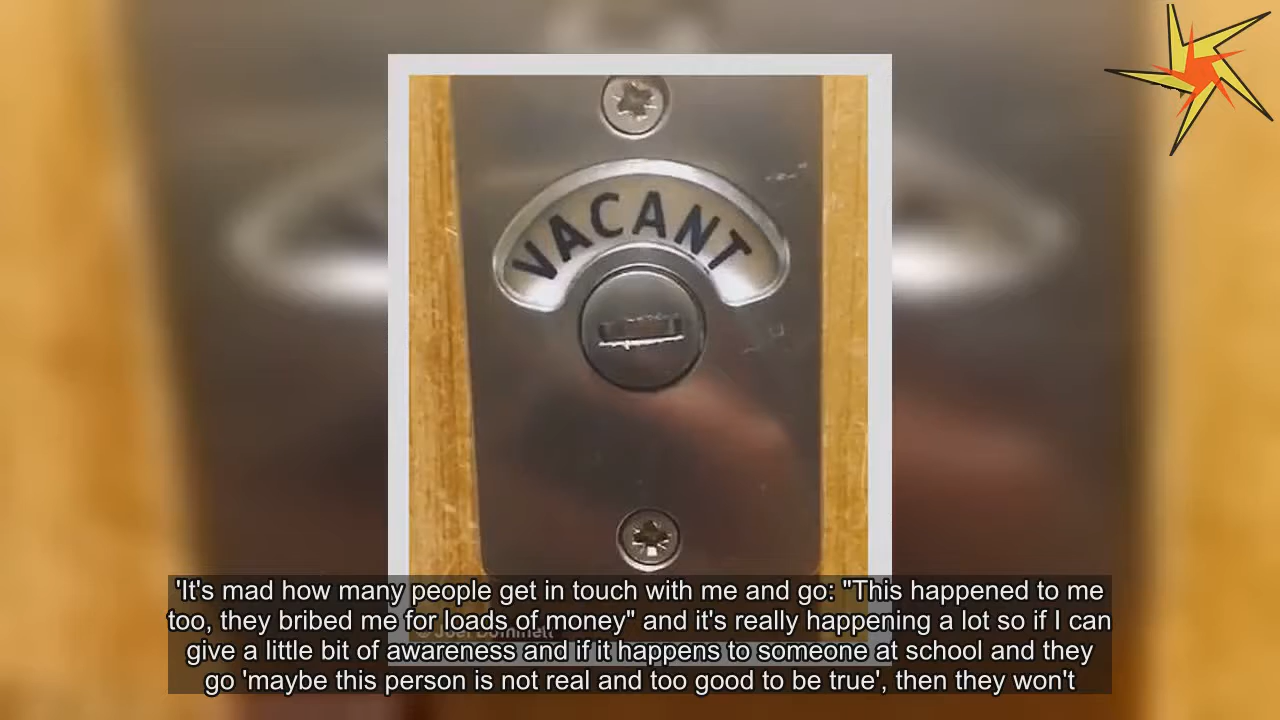 VACANT
'It's mad how many people get in touch with me and go: "This happened to me
too, they bribed me for loads of money" and it's really happening a lot so if I can
give a little bit of awareness and if it happens to someone at school and they
go 'maybe this person is not real and too good to be true', then they won't